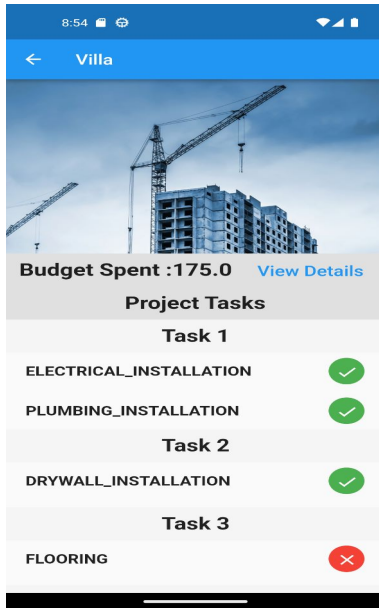 8:54
Villa
Budget Spent :175.0 View Details
Project Tasks
Task 1
ELECTRICAL_INSTALLATION
PLUMBING_INSTALLATION
Task 2
DRYWALL_INSTALLATION
Task 3
FLOORING